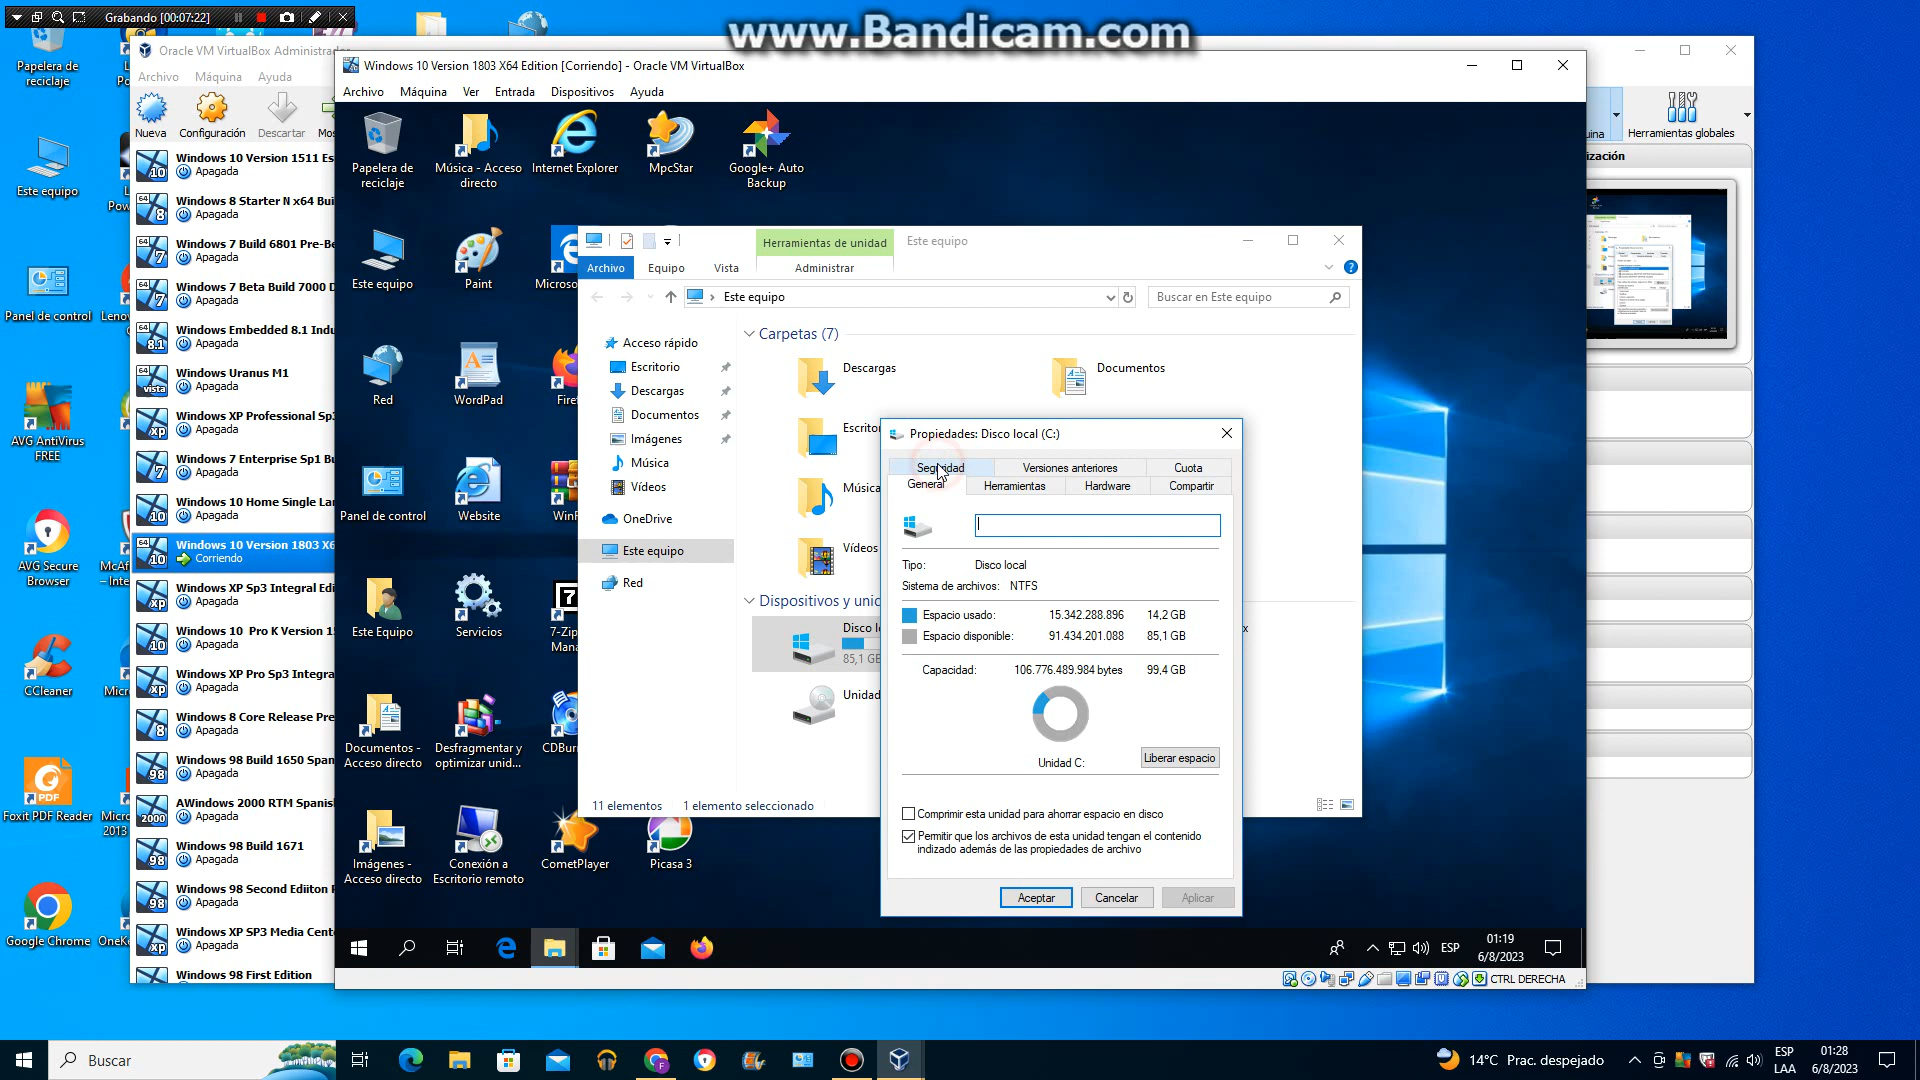 Grabando [00:07:22]
www.Bandicam.com
Papelera de
reciclaje
Este equipo
Panel de control
AVG AntiVirus
FREE
AVG Secure
Browser
CCleaner
Foxit PDF Reader
Google Chrome
Oracle VM VirtualBox Administrador
Archivo Máquina Ayuda
Nueva Configuración Descartar
Windows 10 Version 1511 Es
Apagada
Windows 8 Starter N x64 Bui
Apagada
Windows 7 Build 6801 Pre-Be
Apagada
Windows 7 Beta Build 7000 D
Apagada
Windows Embedded 8.1 Indu
Apagada
Windows Uranus M1
Apagada
Windows XP Professional Sp3
Apagada
Windows 7 Enterprise Sp1 Bu
Apagada
Windows 10 Home Single Lan
Apagada
Windows 10 Version 1803 X6
Corriendo
Windows XP Sp3 Integral Edi
Apagada
Windows 10 Pro K Version 1
Apagada
Windows XP Pro Sp3 Integra
Apagada
Windows 8 Core Release Pre
Apagada
Windows 98 Build 1650 Span
Apagada
AWindows 2000 RTM Spanis
Apagada
Windows 98 Build 1671
Apagada
Windows 98 Second Ediiton P
Apagada
Windows XP SP3 Media Cent
Apagada
Windows 98 First Edition
Herramientas globales
Windows 10 Version 1803 X64 Edition [Corriendo] - Oracle VM VirtualBox
Archivo Máquina Ver Entrada Dispositivos Ayuda
Papelera de
reciclaje
Música - Acceso
directo
Internet Explorer
MpcStar
Google+ Auto
Backup
Este equipo
Paint
Red
WordPad
Panel de control
Website
Este Equipo
Servicios
Documentos -
Acceso directo
Desfragmentar y
optimizar unid...
Imágenes -
Acceso directo
Conexión a
Escritorio remoto
CometPlayer
Picasa 3
Herramientas de unidad
Este equipo
Archivo Equipo Vista Administrar
Este equipo
Buscar en Este equipo
Acceso rápido
Escritorio
Descargas
Documentos
Imágenes
Música
Vídeos
OneDrive
Este equipo
Red
Carpetas (7)
Descargas
Documentos
Escritor
Música
Vídeos
Dispositivos y unid
Disco l
85,1 GB
Unidad
11 elementos 1 elemento seleccionado
Propiedades: Disco local (C:)
Seguridad Versiones anteriores Cuota
General Herramientas Hardware Compartir
Tipo: Disco local
Sistema de archivos: NTFS
Espacio usado: 15.342.288.896 14,2 GB
Espacio disponible: 91.434.201.088 85,1 GB
Capacidad: 106.776.489.984 bytes 99,4 GB
Unidad C:
Liberar espacio
Comprimir esta unidad para ahorrar espacio en disco
Permitir que los archivos de esta unidad tengan el contenido
indizado además de las propiedades de archivo
Aceptar Cancelar Aplicar
ESP
01:19
6/8/2023
CTRL DERECHA
Buscar
14°C Prac. despejado
ESP
LAA
01:28
6/8/2023